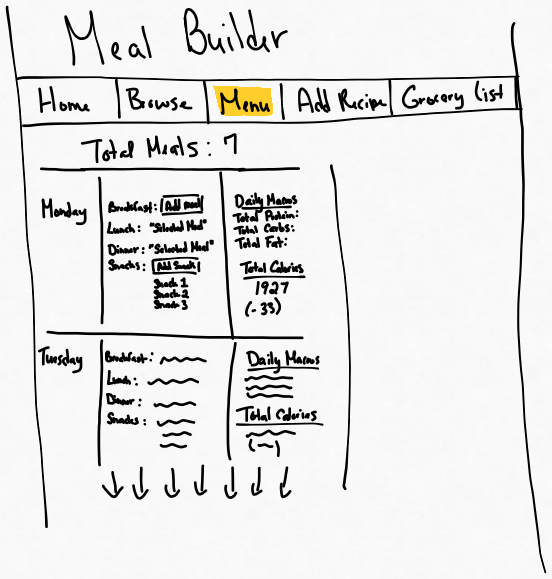 Meal Builder
Home Browse Menu Add Recipe Grocery List
Total Meals: 7
Monday
Breakfast: Add meal
Lunch: "Selected Meal"
Dinner: "Selected Meal"
Snacks: Add Snack
Snack 1
Snack 2
Snack 3
Daily Macros
Total Protein:
Total Carbs:
Total Fat:
Total Calories
1927
(-33)
Tuesday
Breakfast:
Lunch:
Dinner:
Snacks:
Daily Macros
Total Calories